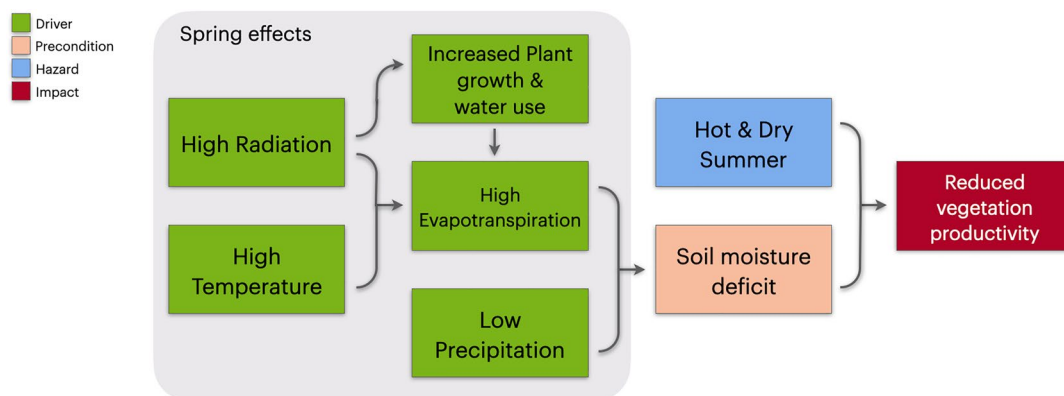 Driver
Precondition
Hazard
Impact
Spring effects
High Radiation
High
Temperature
Increased Plant
growth &
water use
High
Evapotranspiration
Low
Precipitation
Hot & Dry
Summer
Soil moisture
deficit
Reduced
vegetation
productivity